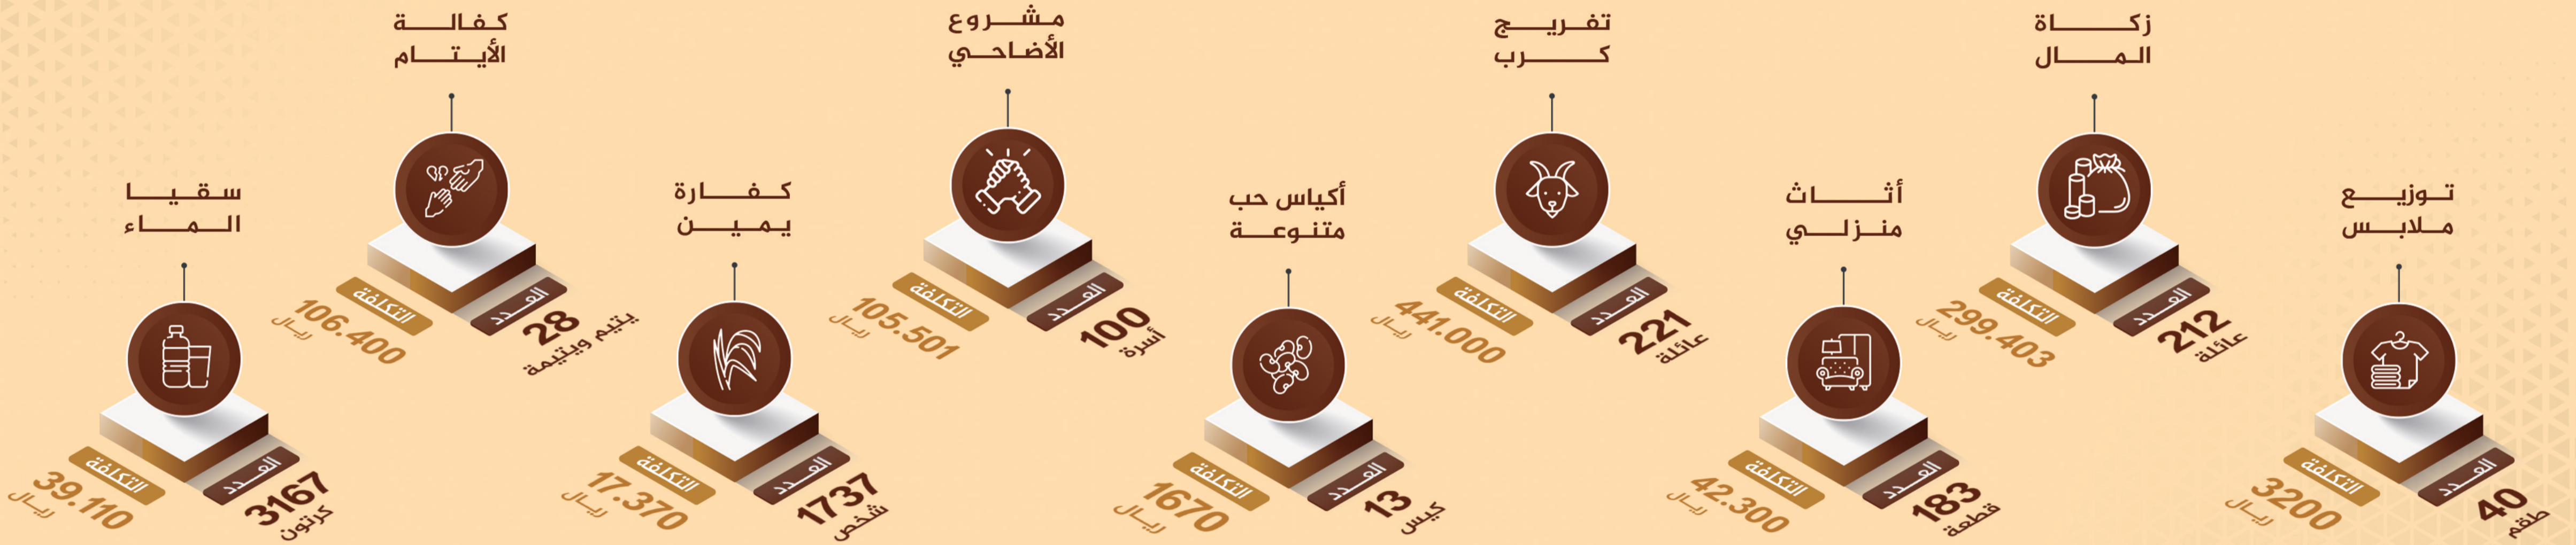 زكاة
المال
العدد
212
عائلة
التكلفة
299.403
ريال
تفريج
كرب
العدد
221
عائلة
التكلفة
441.000
ريال
مشروع
الأضاحي
العدد
100
أسرة
التكلفة
105.501
ريال
كفالة
الأيتام
العدد
28
يتيم ويتيمة
التكلفة
106.400
ريال
توزيع
ملابس
العدد
40
طقم
التكلفة
3200
ريال
أثاث
منزلي
العدد
183
قطعة
التكلفة
42.300
ريال
أكياس حب
متنوعة
العدد
13
كيس
التكلفة
1670
ريال
كفارة
يمين
العدد
1737
شخص
التكلفة
17.370
ريال
سقيا
الماء
العدد
3167
كرتون
التكلفة
39.110
ريال